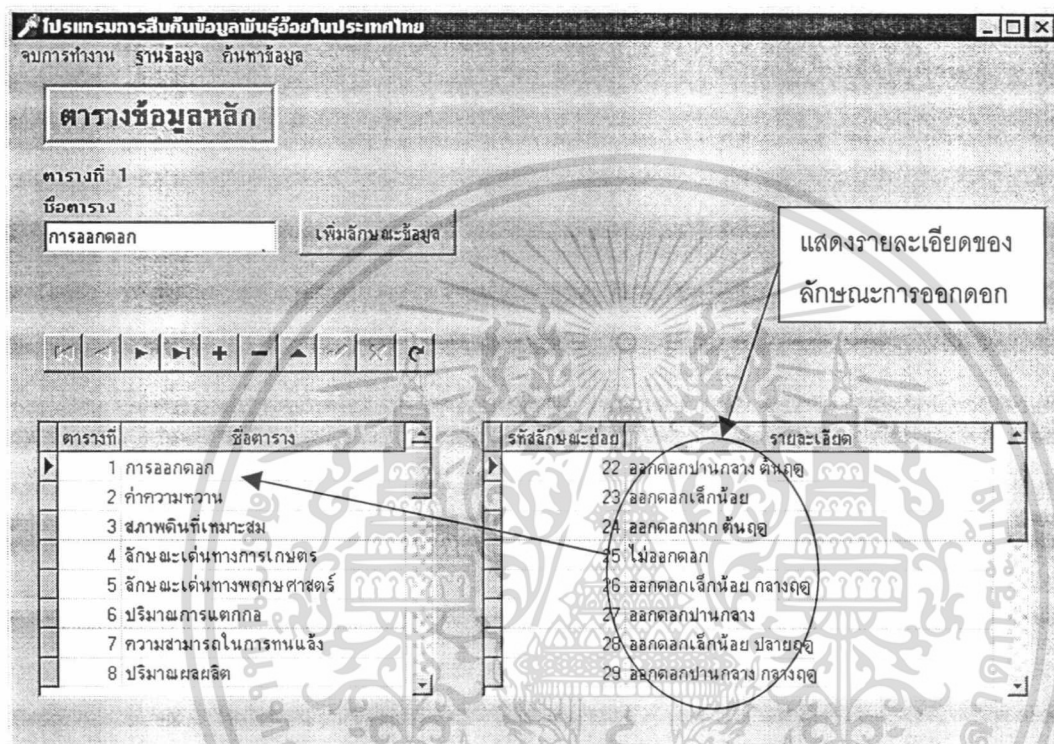 โปรแกรมการสืบค้นข้อมูลพันธุ์อ้อยในประเทศไทย
จบการทำงาน ฐานข้อมูล ค้นหาข้อมูล
ตารางข้อมูลหลัก
ตารางที่ 1
ชื่อตาราง
การออกดอก
เพิ่มลักษณะข้อมูล
แสดงรายละเอียดของ
ลักษณะการออกดอก
ตารางที่ ชื่อตาราง
1 การออกดอก
2 ค่าความหวาน
3 สภาพดินที่เหมาะสม
4 ลักษณะเด่นทางการเกษตร
5 ลักษณะเด่นทางพฤกษศาสตร์
6 ปริมาณการแตกกอ
7 ความสามารถในการทนแล้ง
8 ปริมาณผลผลิต
รหัสลักษณะย่อย รายละเอียด
22 ออกดอกปานกลาง ต้นฤดู
23 ออกดอกเล็กน้อย
24 ออกดอกมาก ต้นฤดู
25 ไม่ออกดอก
26 ออกดอกเล็กน้อย กลางฤดู
27 ออกดอกปานกลาง
28 ออกดอกเล็กน้อย ปลายฤดู
29 ออกดอกปานกลาง กลางฤดู